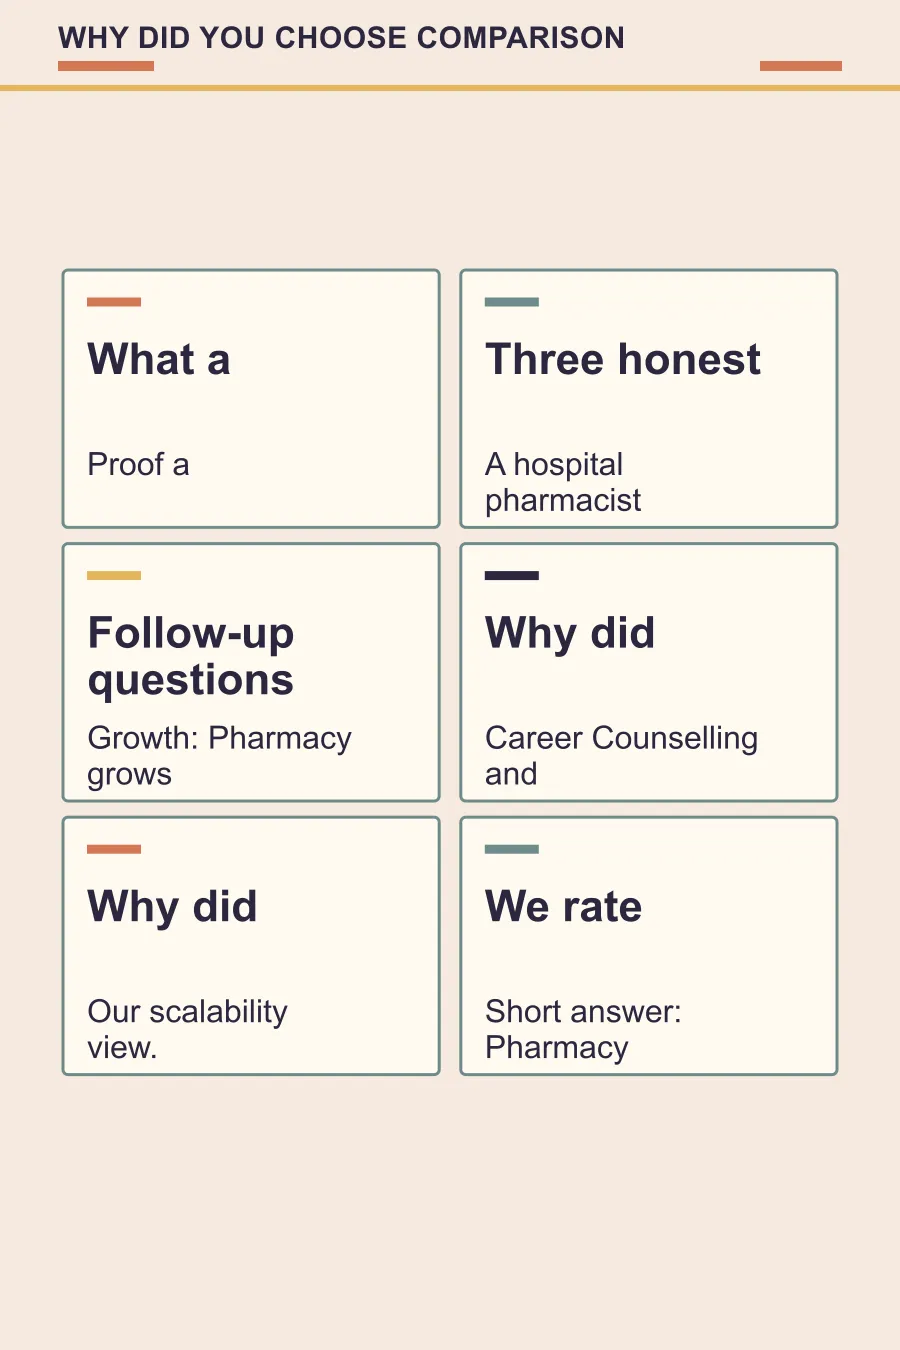 WHY DID YOU CHOOSE COMPARISON
What a
Proof a
Three honest
A hospital
pharmacist
Follow-up
questions
Growth: Pharmacy
grows
Why did
Career Counselling
and
Why did
Our scalability
view.
We rate
Short answer:
Pharmacy